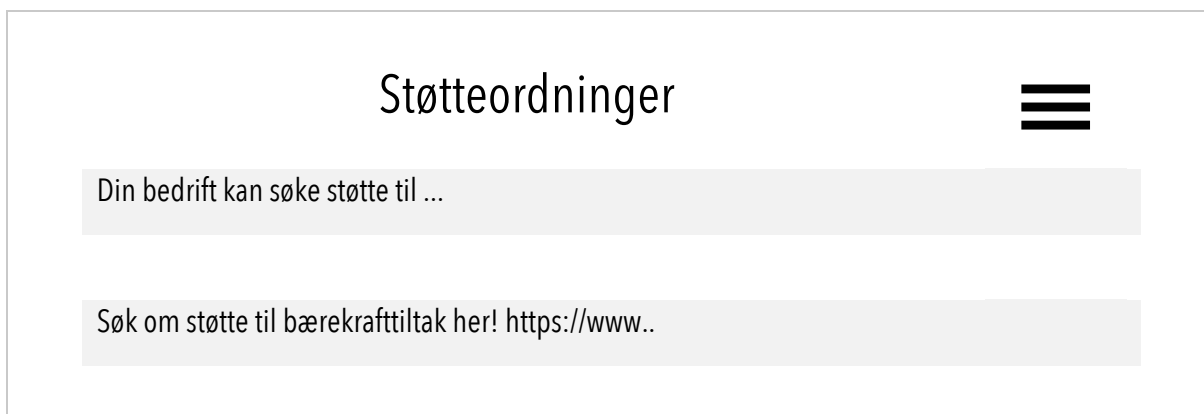 Støtteordninger
Din bedrift kan søke støtte til ...
Søk om støtte til bærekrafttiltak her! https://www..